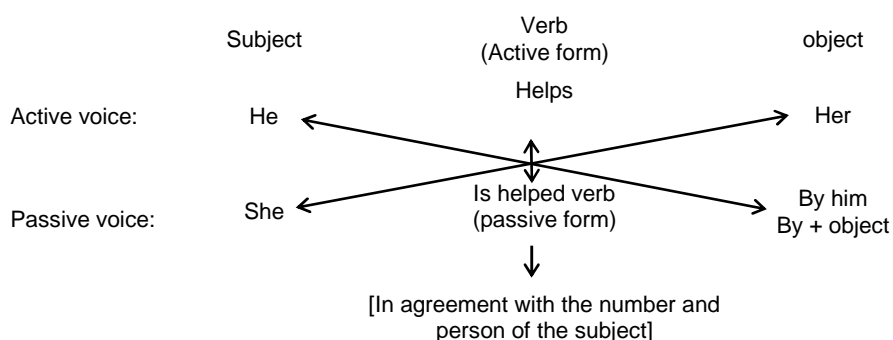 Subject Verb object
(Active form)
Helps
Active voice: He Her
Passive voice: She Is helped verb By him
(passive form) By + object
[In agreement with the number and
person of the subject]